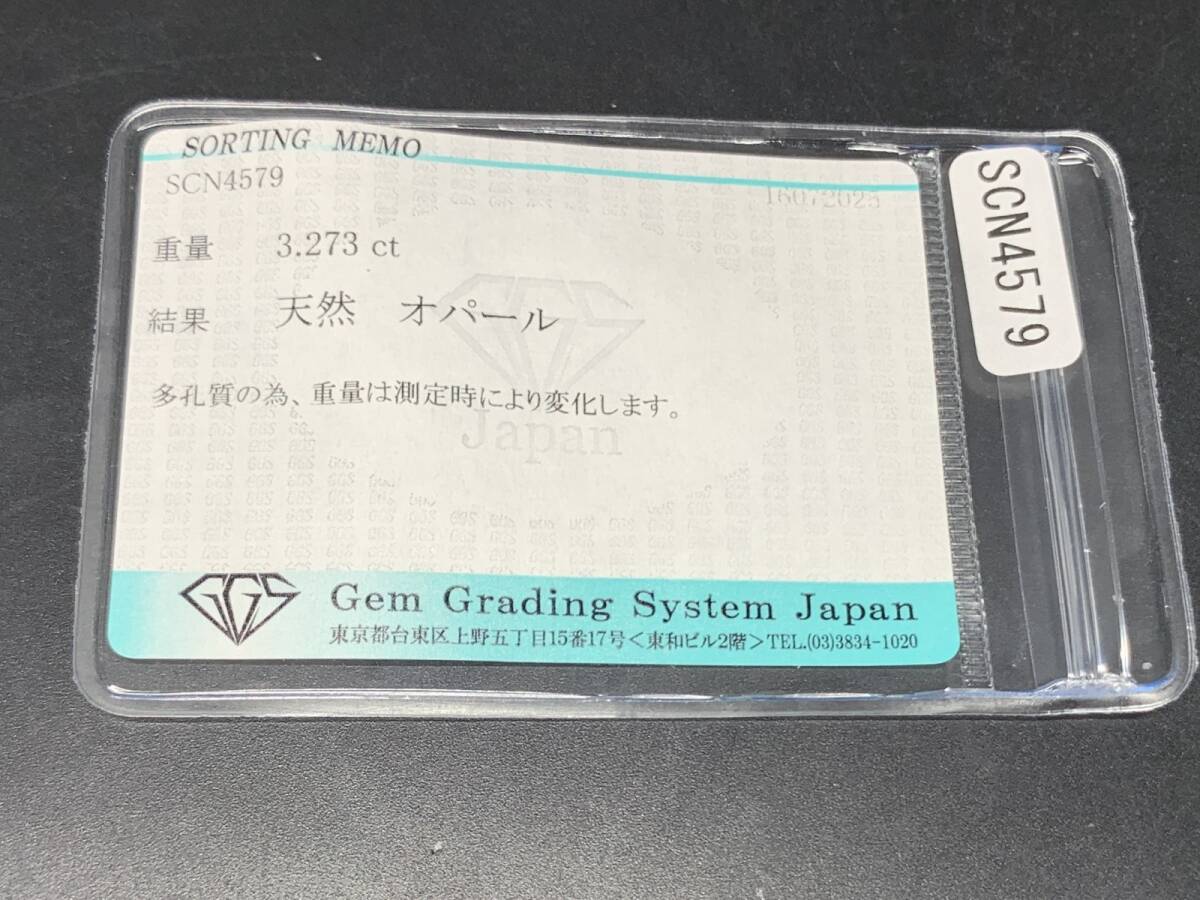 SORTING MEMO
SCN4579
16072025
重量 3.273 ct
結果 天然 オパール
多孔質の為、重量は測定時により変化します。
Japan
GGS Gem Grading System Japan
東京都台東区上野五丁目15番17号<東和ビル2階>TEL.(03)3834-1020
SCN4579